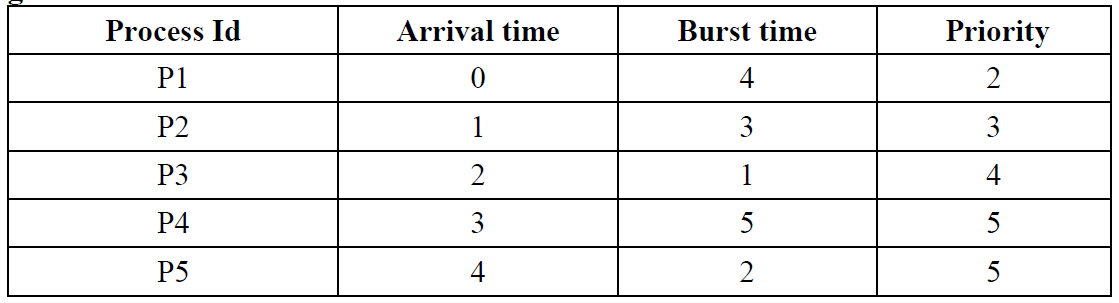 Process Id Arrival time Burst time Priority
P1 0 4 2
P2 1 3 3
P3 2 1 4
P4 3 5 5
P5 4 2 5